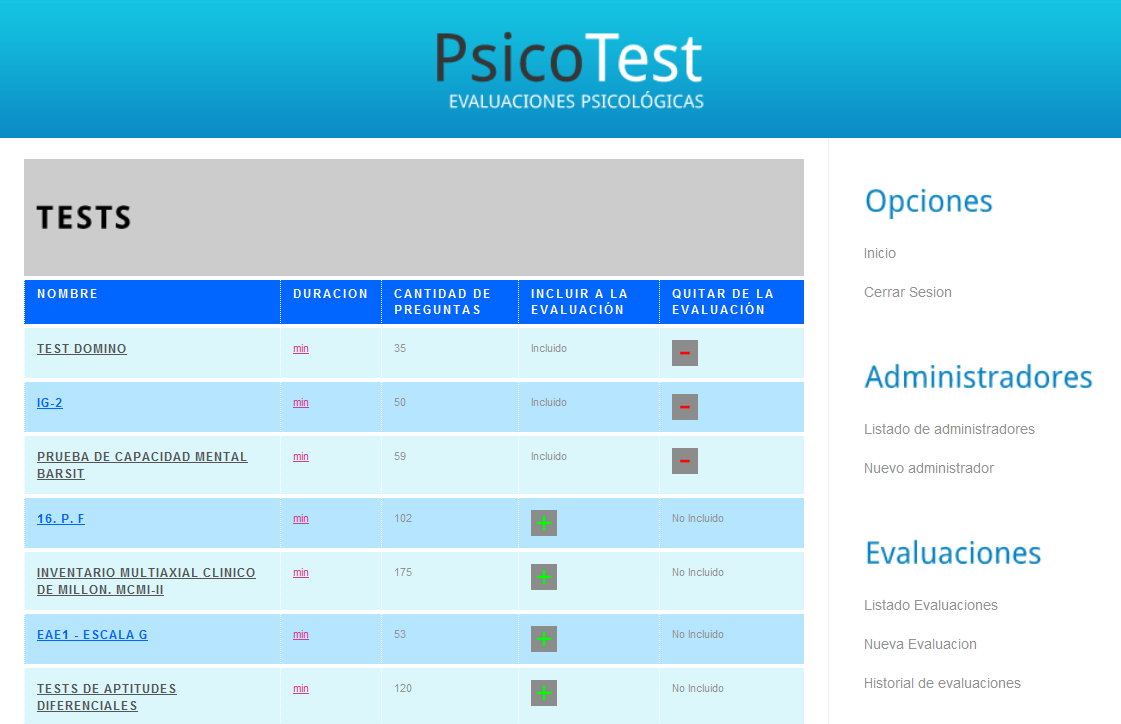 PsicoTest
EVALUACIONES PSICOLÓGICAS
TESTS
NOMBRE DURACION CANTIDAD DE PREGUNTAS INCLUIR A LA EVALUACIÓN QUITAR DE LA EVALUACIÓN
TEST DOMINO min 35 Incluido
IG-2 min 50 Incluido
PRUEBA DE CAPACIDAD MENTAL BARSIT min 59 Incluido
16. P. F min 102 No Incluido
INVENTARIO MULTIAXIAL CLINICO DE MILLON. MCMI-II min 175 No Incluido
EAE1 - ESCALA G min 53 No Incluido
TESTS DE APTITUDES DIFERENCIALES min 120 No Incluido
Opciones
Inicio
Cerrar Sesion
Administradores
Listado de administradores
Nuevo administrador
Evaluaciones
Listado Evaluaciones
Nueva Evaluacion
Historial de evaluaciones